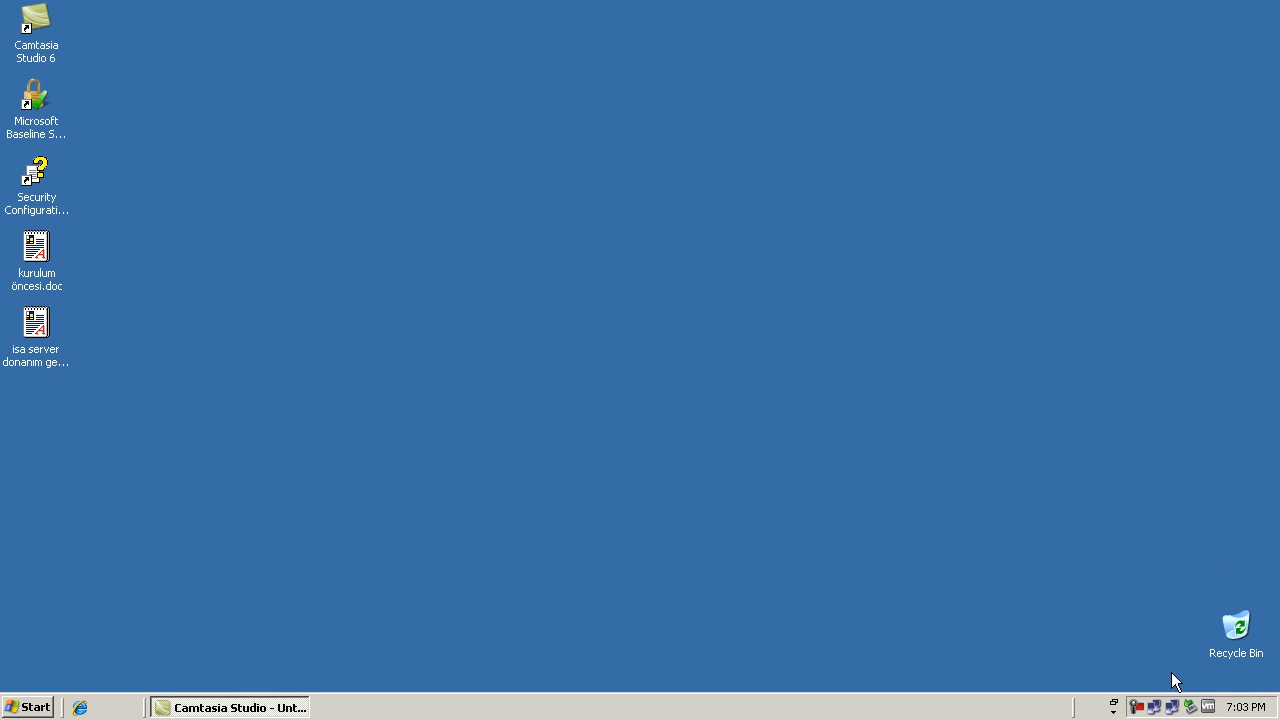 Camtasia
Studio 6
Microsoft
Baseline S...
Security
Configurati...
kurulum
öncesi.doc
isa server
donanım ge...
Recycle Bin
Start
Camtasia Studio - Unt...
vm
7:03 PM